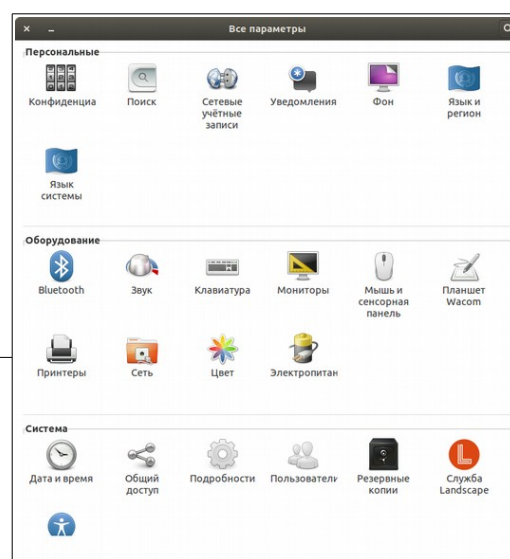 Все параметры
Персональные
Конфиденциа
Поиск
Сетевые
учётные
записи
Уведомления
Фон
Язык и
регион
Язык
системы
Оборудование
Bluetooth
Звук
Клавиатура
Мониторы
Мышь и
сенсорная
панель
Планшет
Wacom
Принтеры
Сеть
Цвет
Электропитан
Система
Дата и время
Общий
доступ
Подробности
Пользователи
Резервные
копии
Служба
Landscape